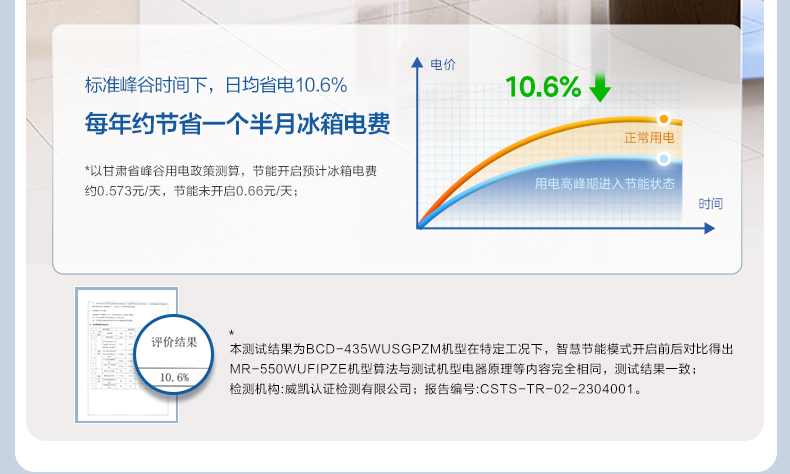 标准峰谷时间下，日均省电10.6%
每年约节省一个半月冰箱电费
*以甘肃省峰谷用电政策测算，节能开启预计冰箱电费
约0.573元/天，节能未开启0.66元/天；
电价
10.6%
正常用电
用电高峰期进入节能状态
时间
评价结果
10.6%
*
本测试结果为BCD-435WUSGPZM机型在特定工况下，智慧节能模式开启前后对比得出
MR-550WUFIPZE机型算法与测试机型电器原理等内容完全相同，测试结果一致；
检测机构:威凯认证检测有限公司；报告编号:CSTS-TR-02-2304001。